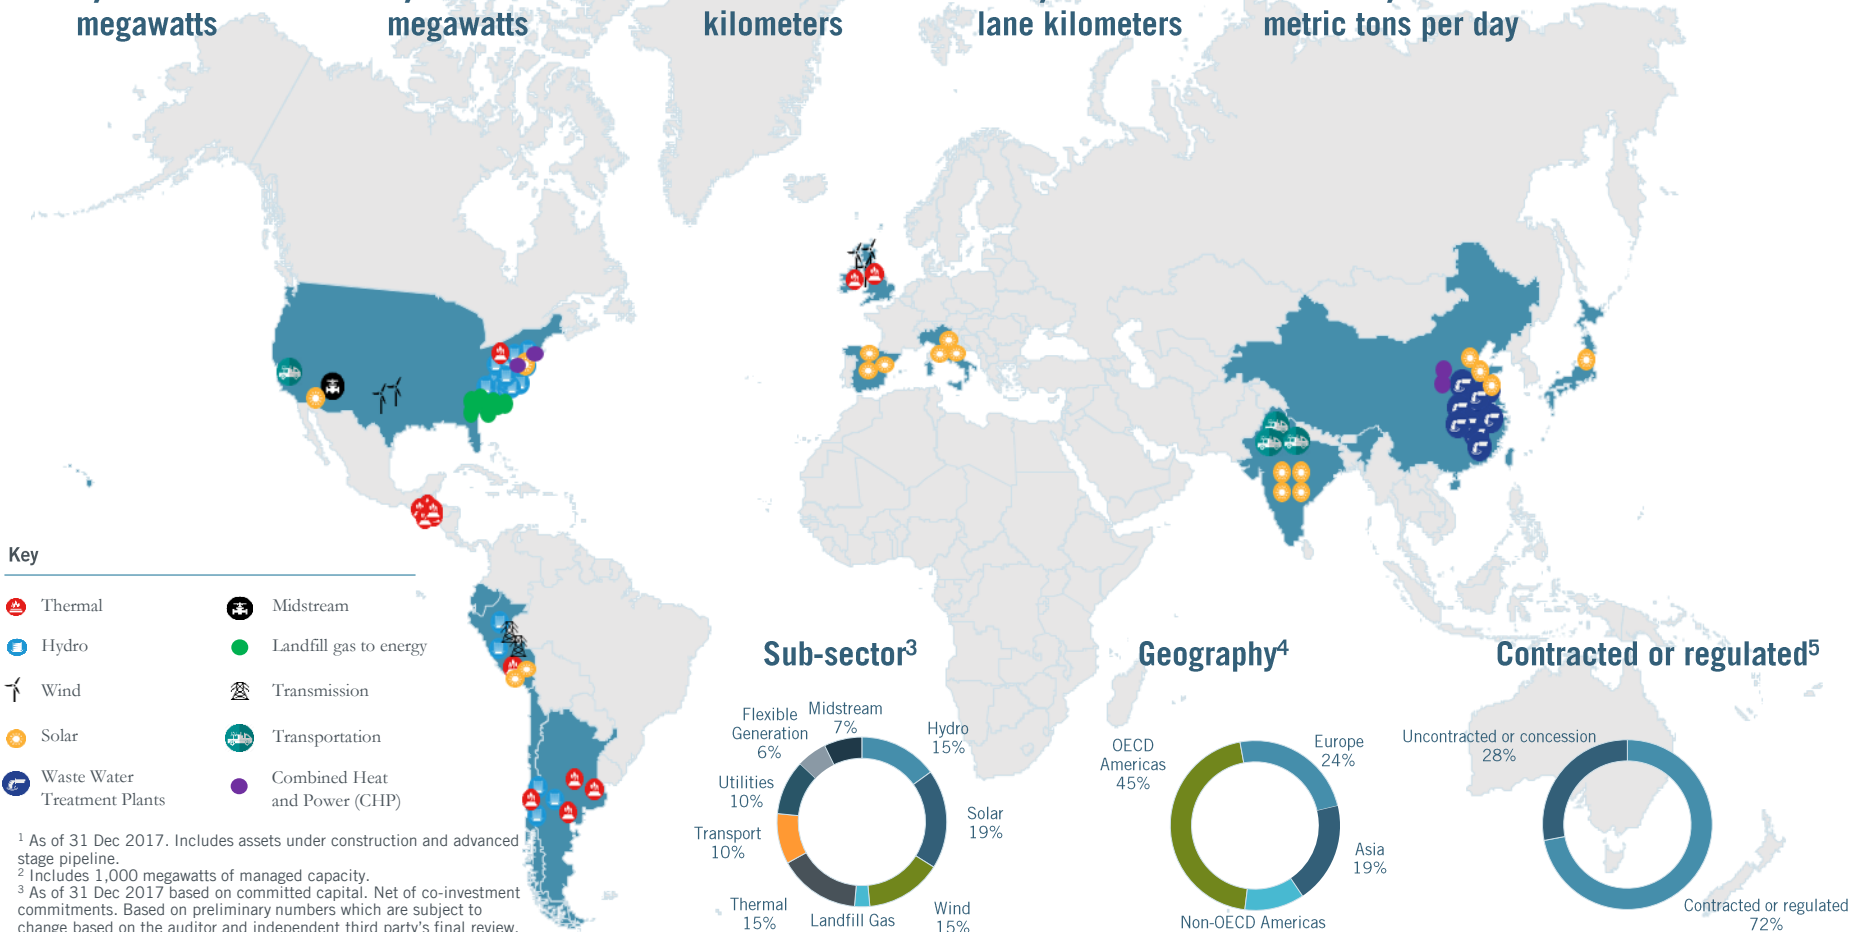 megawatts
megawatts
kilometers
lane kilometers
metric tons per day
Key
Thermal
Midstream
Hydro
Landfill gas to energy
Wind
Transmission
Solar
Transportation
Waste Water
Treatment Plants
Combined Heat
and Power (CHP)
1 As of 31 Dec 2017. Includes assets under construction and advanced
stage pipeline.
2 Includes 1,000 megawatts of managed capacity.
3 As of 31 Dec 2017 based on committed capital. Net of co-investment
commitments. Based on preliminary numbers which are subject to
change based on the auditor and independent third party's final review.
Sub-sector3
Midstream
7%
Hydro
15%
Solar
19%
Wind
15%
Landfill Gas
Thermal
15%
Transport
10%
Utilities
10%
Flexible
Generation
6%
Geography4
OECD
Americas
45%
Europe
24%
Asia
19%
Non-OECD Americas
Contracted or regulated5
Uncontracted or concession
28%
Contracted or regulated
72%